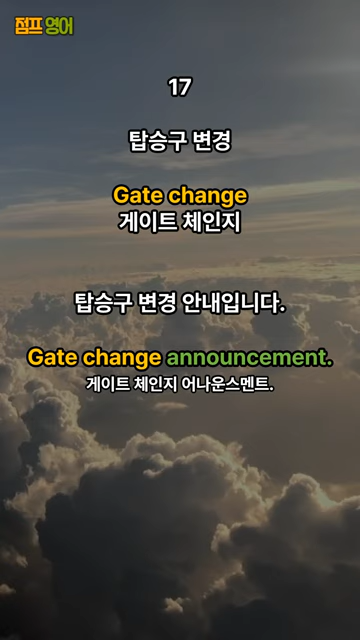 점프 영어
17
탑승구 변경
Gate change
게이트 체인지
탑승구 변경 안내입니다.
Gate change announcement.
게이트 체인지 어나운스멘트.